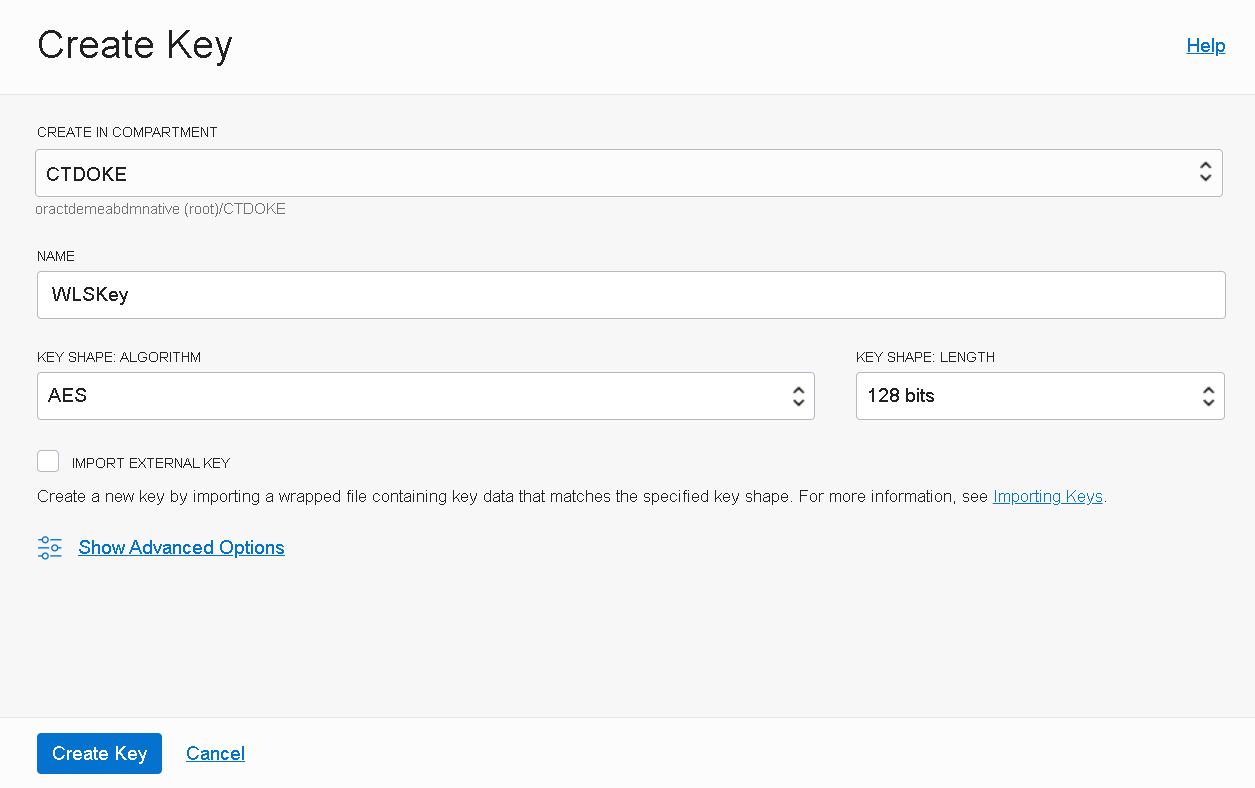 Create Key
Help
CREATE IN COMPARTMENT
CTDOKE
oractdemeabdmnative (root)/CTDOKE
NAME
WLSKey
KEY SHAPE: ALGORITHM
KEY SHAPE: LENGTH
AES
128 bits
IMPORT EXTERNAL KEY
Create a new key by importing a wrapped file containing key data that matches the specified key shape. For more information, see Importing Keys.
Show Advanced Options
Create Key
Cancel